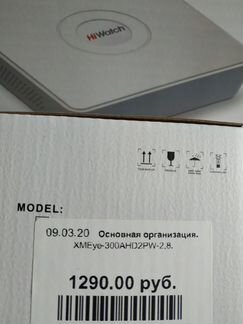 HiWatch
MODEL:
09.03.20 Основная организация.
XMEye-300AHD2PW-2,8.
1290.00 руб.